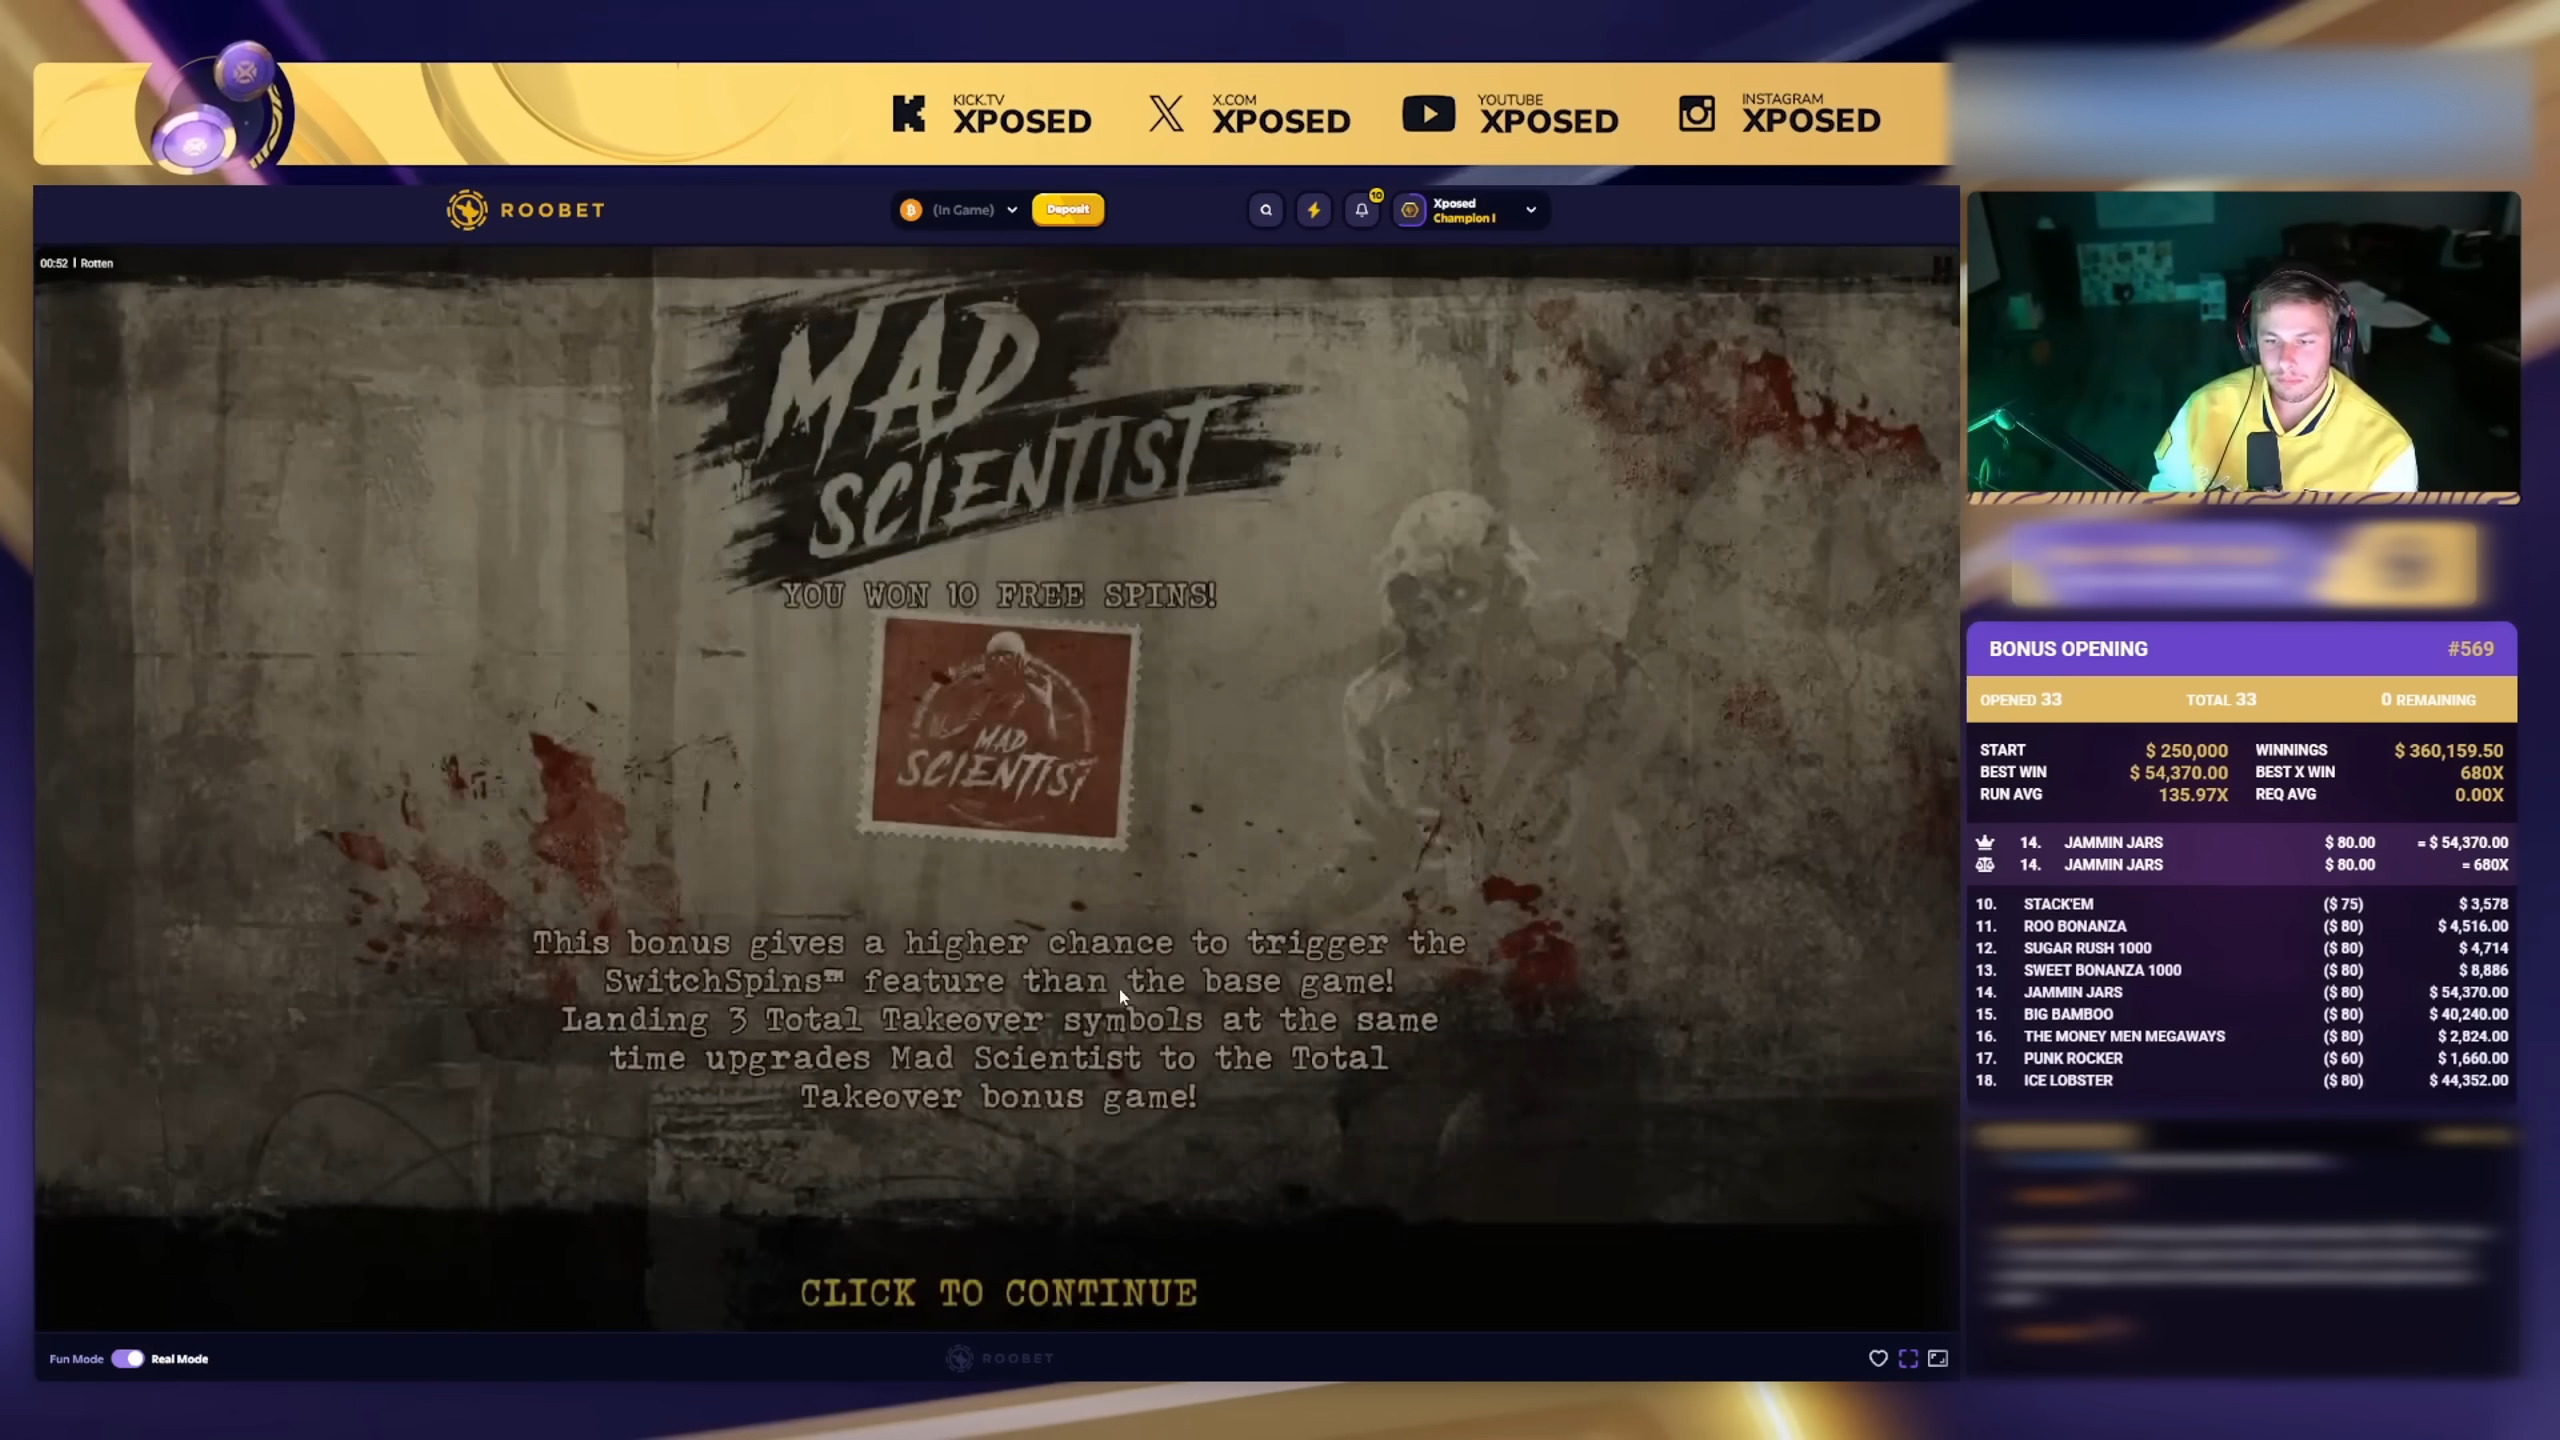 KICK.TV
XPOSED
X.COM
XPOSED
YOUTUBE
XPOSED
INSTAGRAM
XPOSED
ROOBET
(In Game)
Deposit
10
Xposed
Champion I
00:52 | Rotten
MAD
SCIENTIST
YOU WON 10 FREE SPINS!
MAD
SCIENTIST
This bonus gives a higher chance to trigger the
SwitchSpins™ feature than the base game!
Landing 3 Total Takeover symbols at the same
time upgrades Mad Scientist to the Total
Takeover bonus game!
CLICK TO CONTINUE
Fun Mode Real Mode
ROOBET
BONUS OPENING #569
OPENED 33 TOTAL 33 0 REMAINING
START $ 250,000 WINNINGS $ 360,159.50
BEST WIN $ 54,370.00 BEST X WIN 680X
RUN AVG 135.97X REQ AVG 0.00X
14. JAMMIN JARS $ 80.00 = $ 54,370.00
14. JAMMIN JARS $ 80.00 = 680X
10. STACK'EM ($ 75) $ 3,578
11. ROO BONANZA ($ 80) $ 4,516.00
12. SUGAR RUSH 1000 ($ 80) $ 4,714
13. SWEET BONANZA 1000 ($ 80) $ 8,886
14. JAMMIN JARS ($ 80) $ 54,370.00
15. BIG BAMBOO ($ 80) $ 40,240.00
16. THE MONEY MEN MEGAWAYS ($ 80) $ 2,824.00
17. PUNK ROCKER ($ 60) $ 1,660.00
18. ICE LOBSTER ($ 80) $ 44,352.00